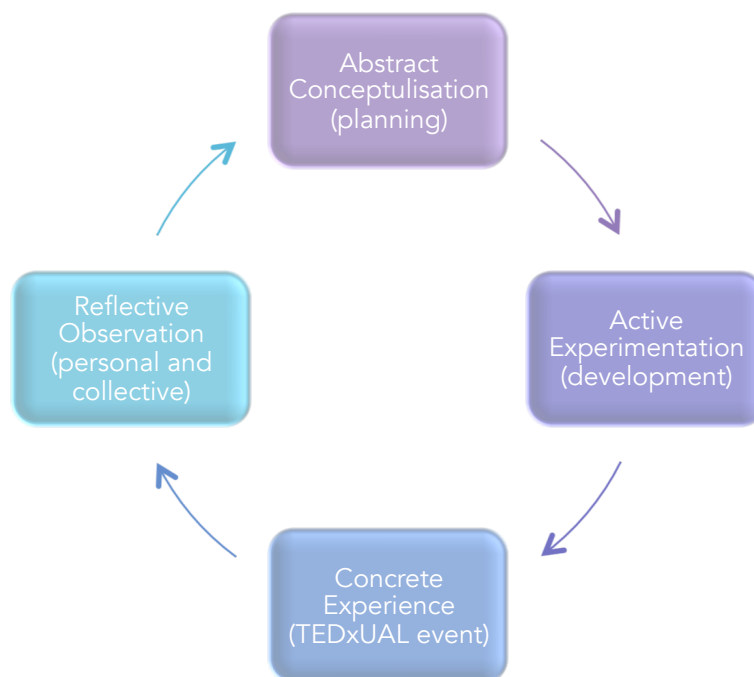 Abstract
Conceptulisation
(planning)
Active
Experimentation
(development)
Concrete
Experience
(TEDxUAL event)
Reflective
Observation
(personal and
collective)